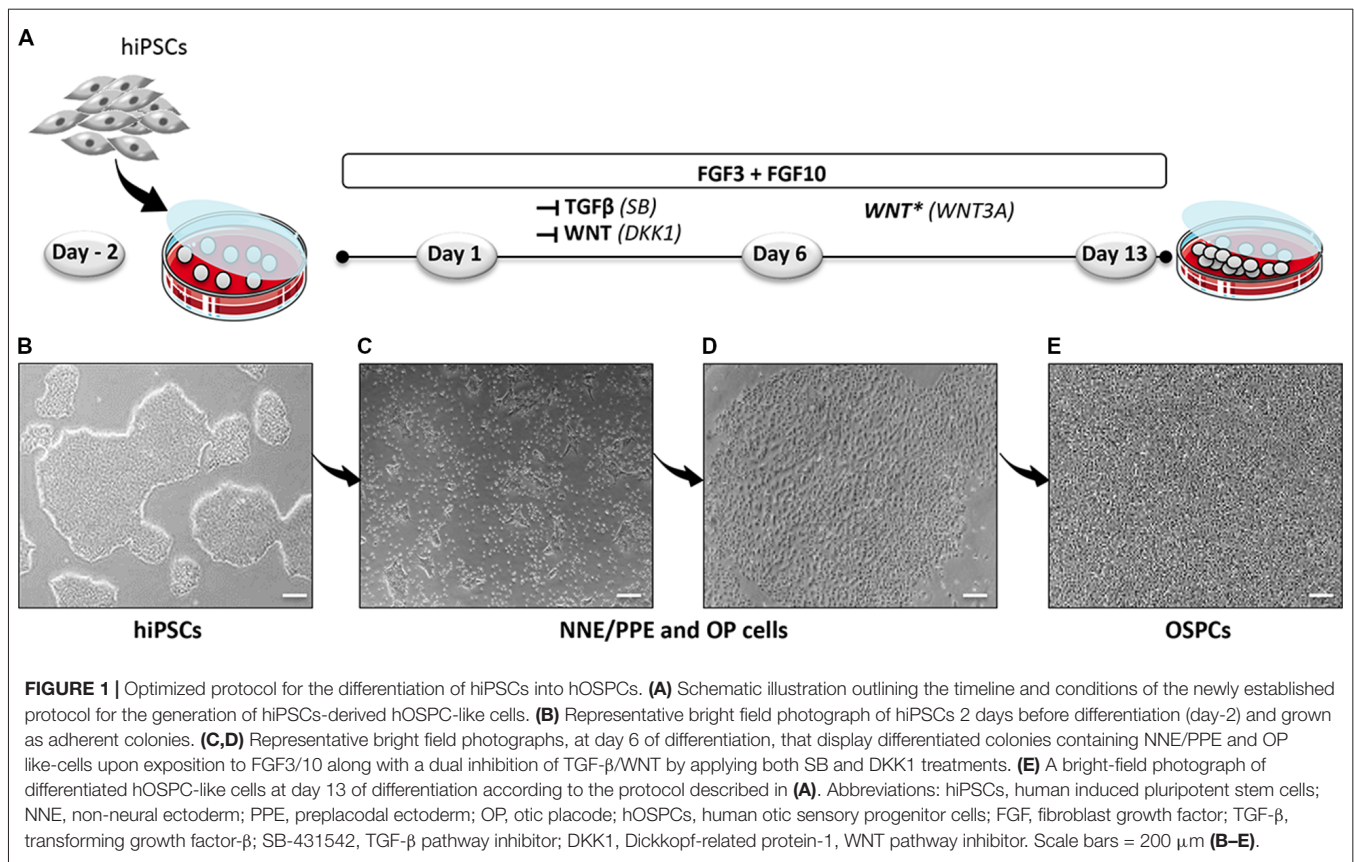 A
hiPSCs
FGF3 + FGF10
TGFβ (SB)
WNT* (WNT3A)
WNT (DKK1)
Day - 2
Day 1
Day 6
Day 13
B
C
D
E
hiPSCs
NNE/PPE and OP cells
OSPCs
FIGURE 1 | Optimized protocol for the differentiation of hiPSCs into hOSPCs. (A) Schematic illustration outlining the timeline and conditions of the newly established
protocol for the generation of hiPSCs-derived hOSPC-like cells. (B) Representative bright field photograph of hiPSCs 2 days before differentiation (day-2) and grown
as adherent colonies. (C,D) Representative bright field photographs, at day 6 of differentiation, that display differentiated colonies containing NNE/PPE and OP
like-cells upon exposition to FGF3/10 along with a dual inhibition of TGF-β/WNT by applying both SB and DKK1 treatments. (E) A bright-field photograph of
differentiated hOSPC-like cells at day 13 of differentiation according to the protocol described in (A). Abbreviations: hiPSCs, human induced pluripotent stem cells;
NNE, non-neural ectoderm; PPE, preplacodal ectoderm; OP, otic placode; hOSPCs, human otic sensory progenitor cells; FGF, fibroblast growth factor; TGF-β,
transforming growth factor-β; SB-431542, TGF-β pathway inhibitor; DKK1, Dickkopf-related protein-1, WNT pathway inhibitor. Scale bars = 200 μm (B–E).